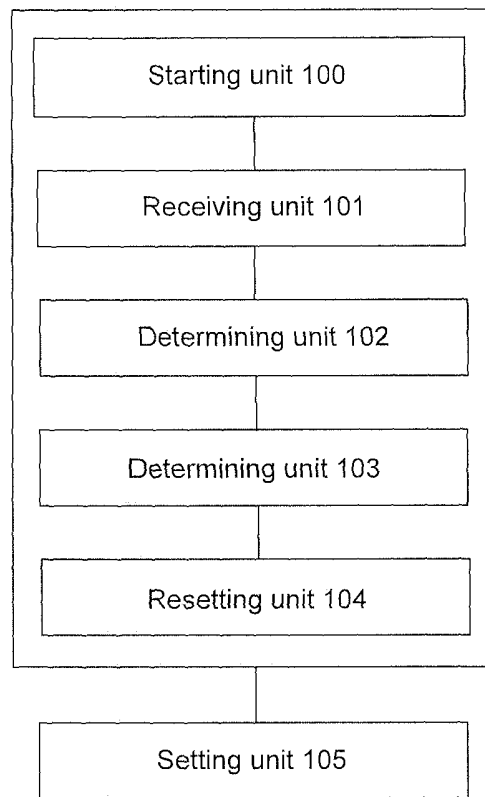 Starting unit 100
Receiving unit 101
Determining unit 102
Determining unit 103
Resetting unit 104
Setting unit 105